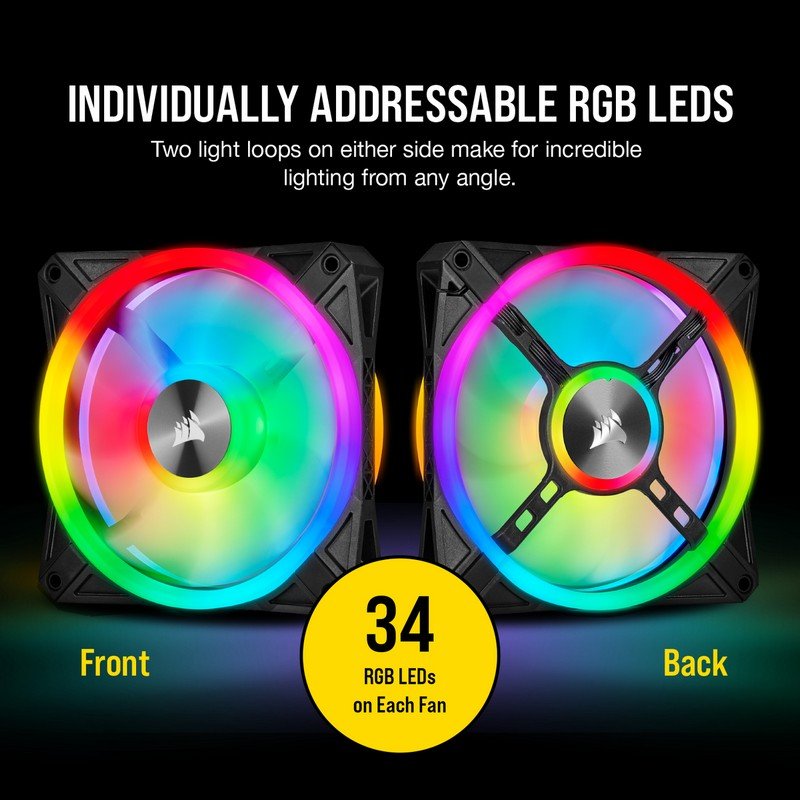 INDIVIDUALLY ADDRESSABLE RGB LEDS
Two light loops on either side make for incredible
lighting from any angle.
34
RGB LEDs
on Each Fan
Front
Back